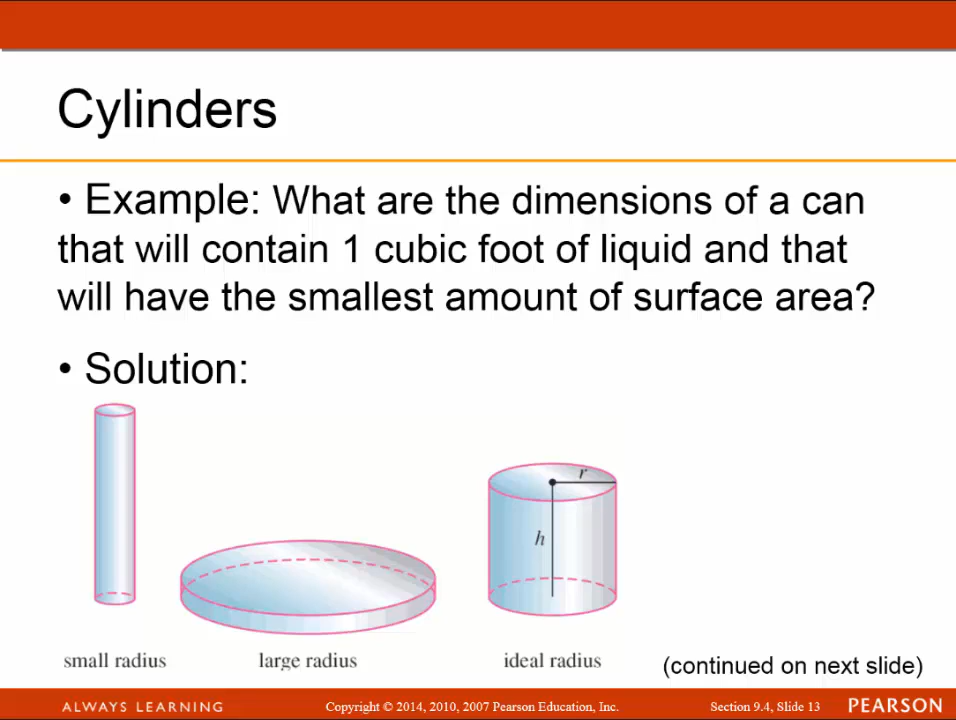 Cylinders
• Example: What are the dimensions of a can
that will contain 1 cubic foot of liquid and that
will have the smallest amount of surface area?
• Solution:
r
h
small radius
large radius
ideal radius
(continued on next slide)
ALWAYS LEARNING
Copyright © 2014, 2010, 2007 Pearson Education, Inc.
Section 9.4, Slide 13
PEARSON